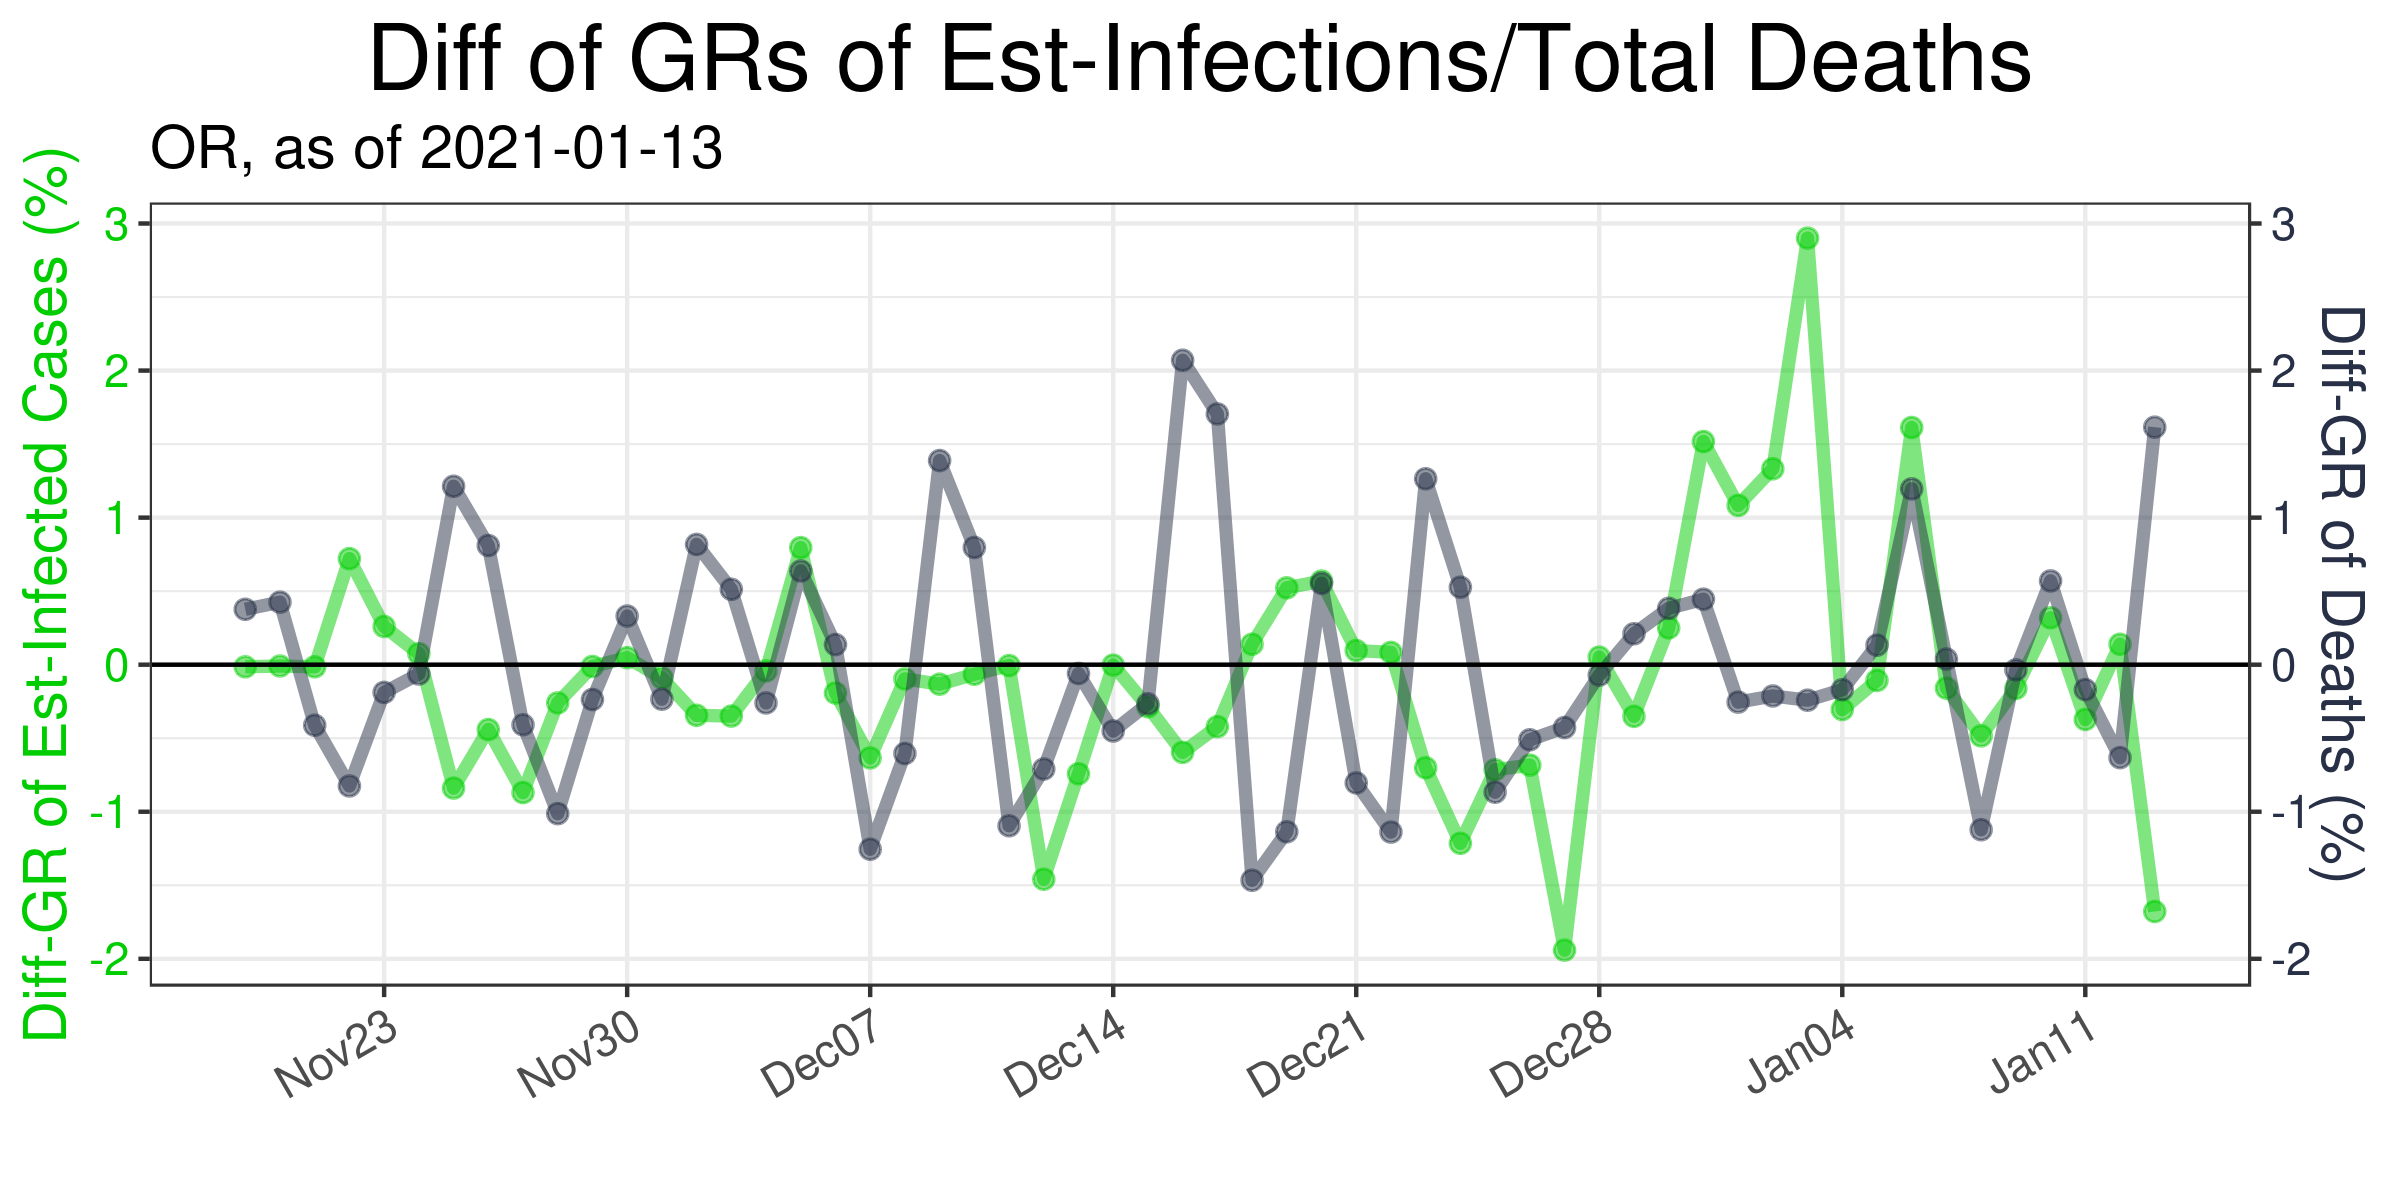 Diff of GRs of Est-Infections/Total Deaths
OR, as of 2021-01-13
Diff-GR of Est-Infected Cases (%)
3
2
1
0
-1
-2
3
2
1
0
-1
-2
Diff-GR of Deaths (%)
Nov23
Nov30
Dec07
Dec14
Dec21
Dec28
Jan04
Jan11